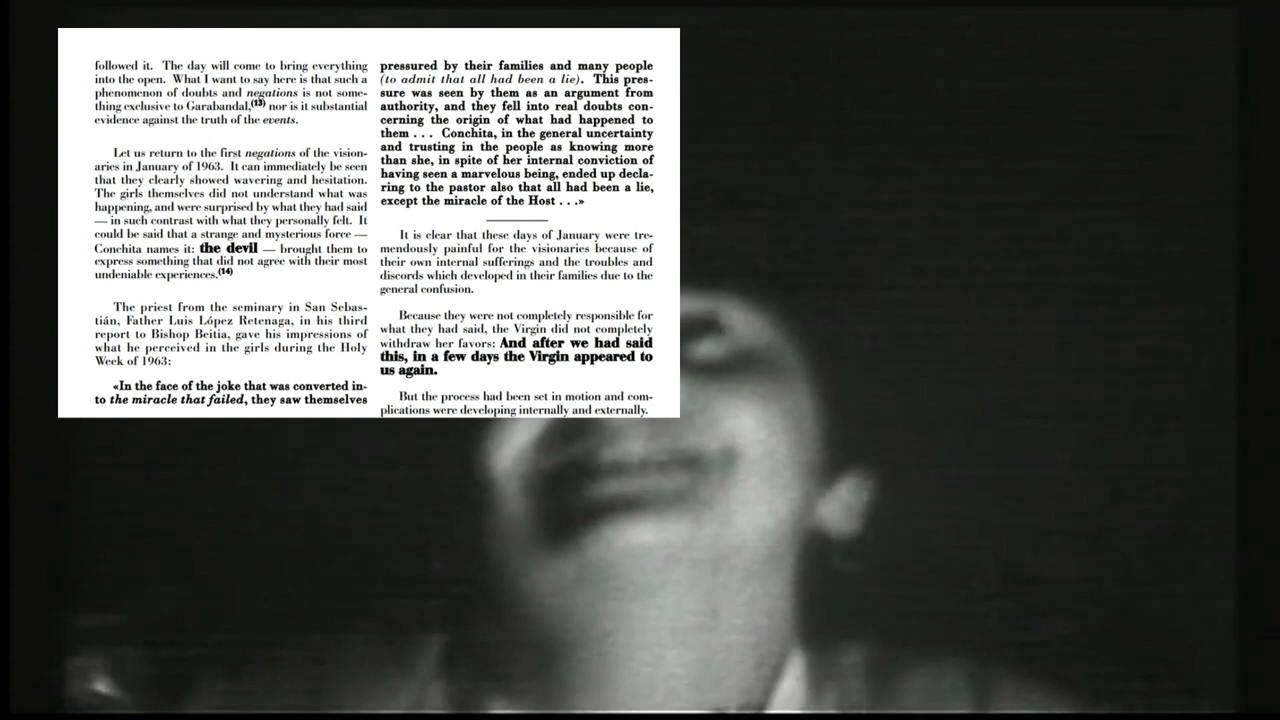 followed it. The day will come to bring everything
into the open. What I want to say here is that such a
phenomenon of doubts and negations is not some-
thing exclusive to Garabandal,(13) nor is it substantial
evidence against the truth of the events.
Let us return to the first negations of the vision-
aries in January of 1963. It can immediately be seen
that they clearly showed wavering and hesitation.
The girls themselves did not understand what was
happening, and were surprised by what they had said
— in such contrast with what they personally felt. It
could be said that a strange and mysterious force —
Conchita names it: the devil — brought them to
express something that did not agree with their most
undeniable experiences.(14)
The priest from the seminary in San Sebas-
tián, Father Luis López Retenaga, in his third
report to Bishop Beitia, gave his impressions of
what he perceived in the girls during the Holy
Week of 1963:
«In the face of the joke that was converted in-
to the miracle that failed, they saw themselves
pressured by their families and many people
(to admit that all had been a lie). This pres-
sure was seen by them as an argument from
authority, and they fell into real doubts con-
cerning the origin of what had happened to
them . . . Conchita, in the general uncertainty
and trusting in the people as knowing more
than she, in spite of her internal conviction of
having seen a marvelous being, ended up decla-
ring to the pastor also that all had been a lie,
except the miracle of the Host . . .»
It is clear that these days of January were tre-
mendously painful for the visionaries because of
their own internal sufferings and the troubles and
discords which developed in their families due to the
general confusion.
Because they were not completely responsible for
what they had said, the Virgin did not completely
withdraw her favors: And after we had said
this, in a few days the Virgin appeared to
us again.
But the process had been set in motion and com-
plications were developing internally and externally.